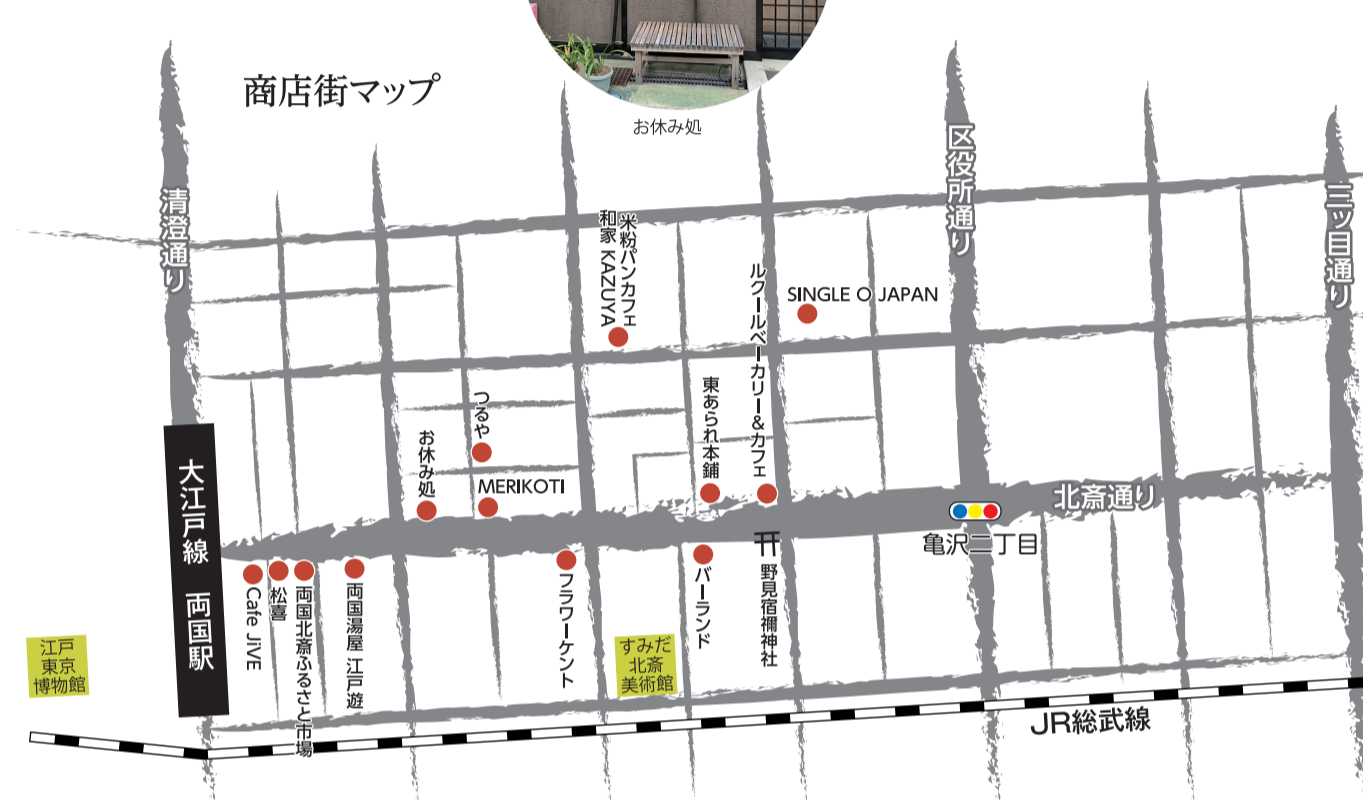 商店街マップ
お休み処
清澄通り
区役所通り
三ツ目通り
米粉パンカフェ
和家 KAZUYA
ルクールベーカリー&カフェ
SINGLE O JAPAN
東あられ本鋪
つるや
お休み処
MERIKOTI
北斎通り
亀沢二丁目
大江戸線 両国駅
Cafe JiVE
松喜
両国北斎ふるさと市場
両国湯屋 江戸遊
フラワーケント
バーランド
野見宿禰神社
江戸
東京
博物館
すみだ
北斎
美術館
JR総武線